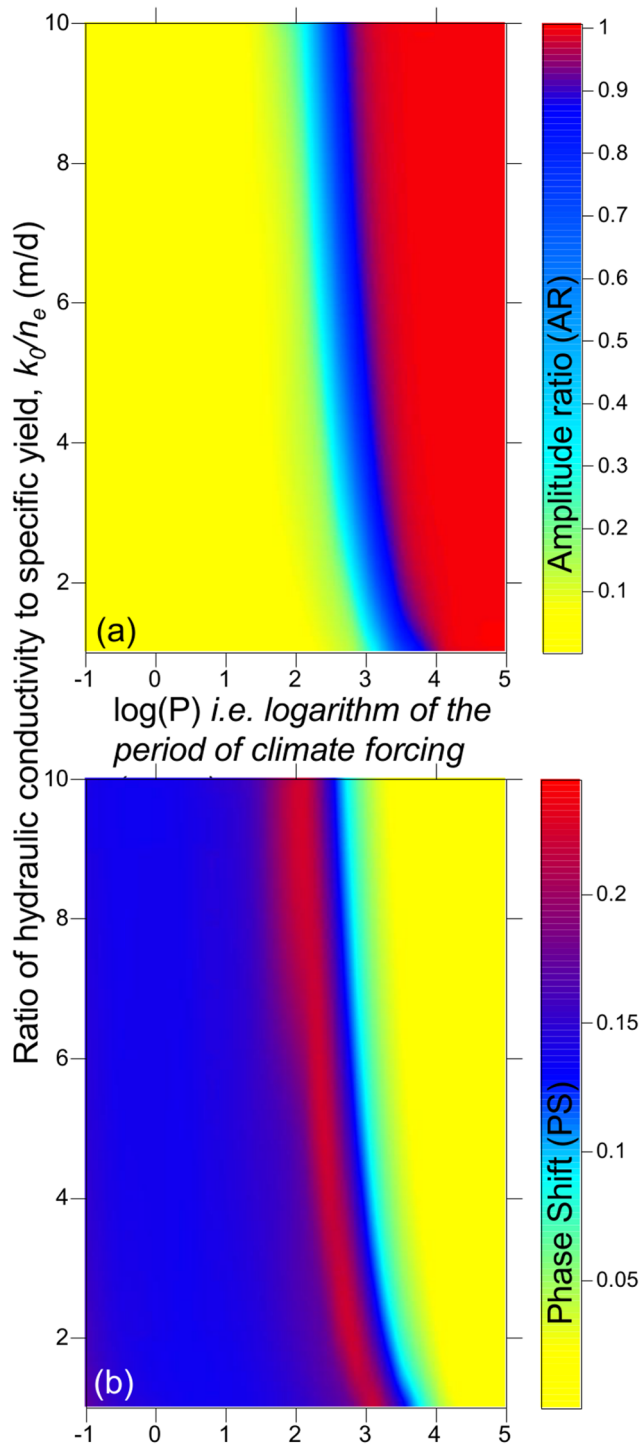 10
8
6
4
2
(a)
-1 0 1 2 3 4 5
1
0.9
0.8
0.7
0.6
0.5
0.4
0.3
0.2
0.1
Amplitude ratio (AR)
Ratio of hydraulic conductivity to specific yield, k0/ne (m/d)
log(P) i.e. logarithm of the
period of climate forcing
10
8
6
4
2
(b)
-1 0 1 2 3 4 5
0.2
0.15
0.1
0.05
Phase Shift (PS)